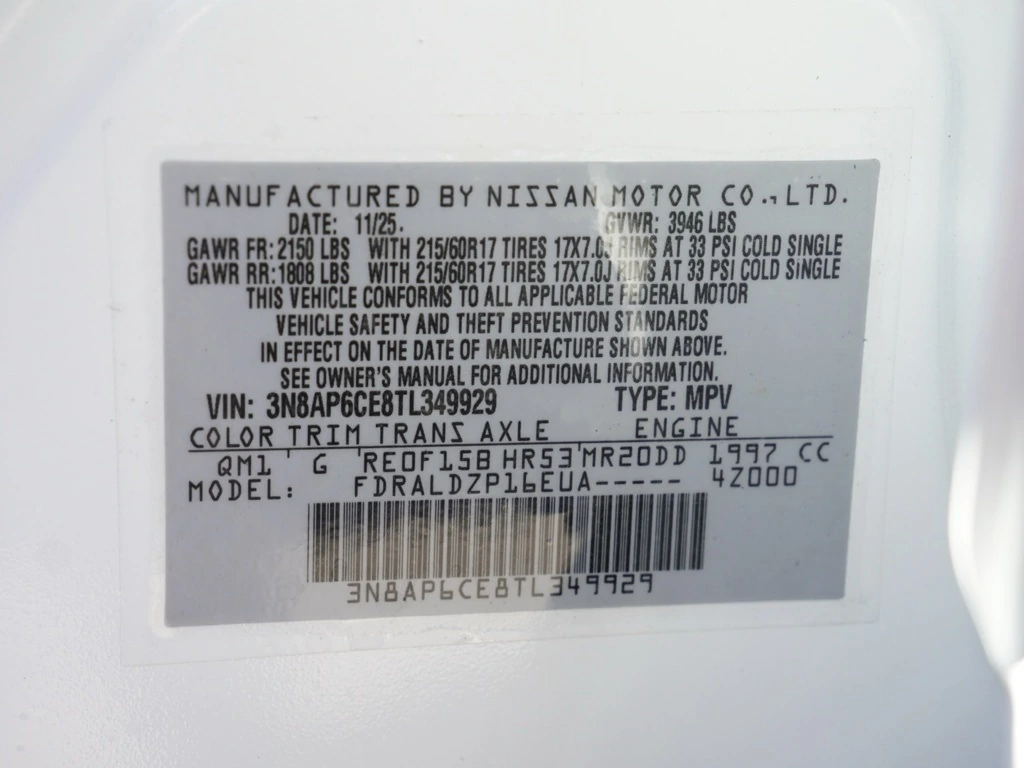 MANUFACTURED BY NISSAN MOTOR CO., LTD.
DATE: 11/25. GVWR: 3946 LBS
GAWR FR: 2150 LBS WITH 215/60R17 TIRES 17X7.0J RIMS AT 33 PSI COLD SINGLE
GAWR RR: 1808 LBS WITH 215/60R17 TIRES 17X7.0J RIMS AT 33 PSI COLD SINGLE
THIS VEHICLE CONFORMS TO ALL APPLICABLE FEDERAL MOTOR
VEHICLE SAFETY AND THEFT PREVENTION STANDARDS
IN EFFECT ON THE DATE OF MANUFACTURE SHOWN ABOVE.
SEE OWNER'S MANUAL FOR ADDITIONAL INFORMATION.
VIN: 3N8AP6CE8TL349929 TYPE: MPV
COLOR TRIM TRANS AXLE ENGINE
QM1 G RE0F15B HR53 MR20DD 1997 CC
MODEL: FDRALDZP16EUA----- 4Z000
3N8AP6CE8TL349929